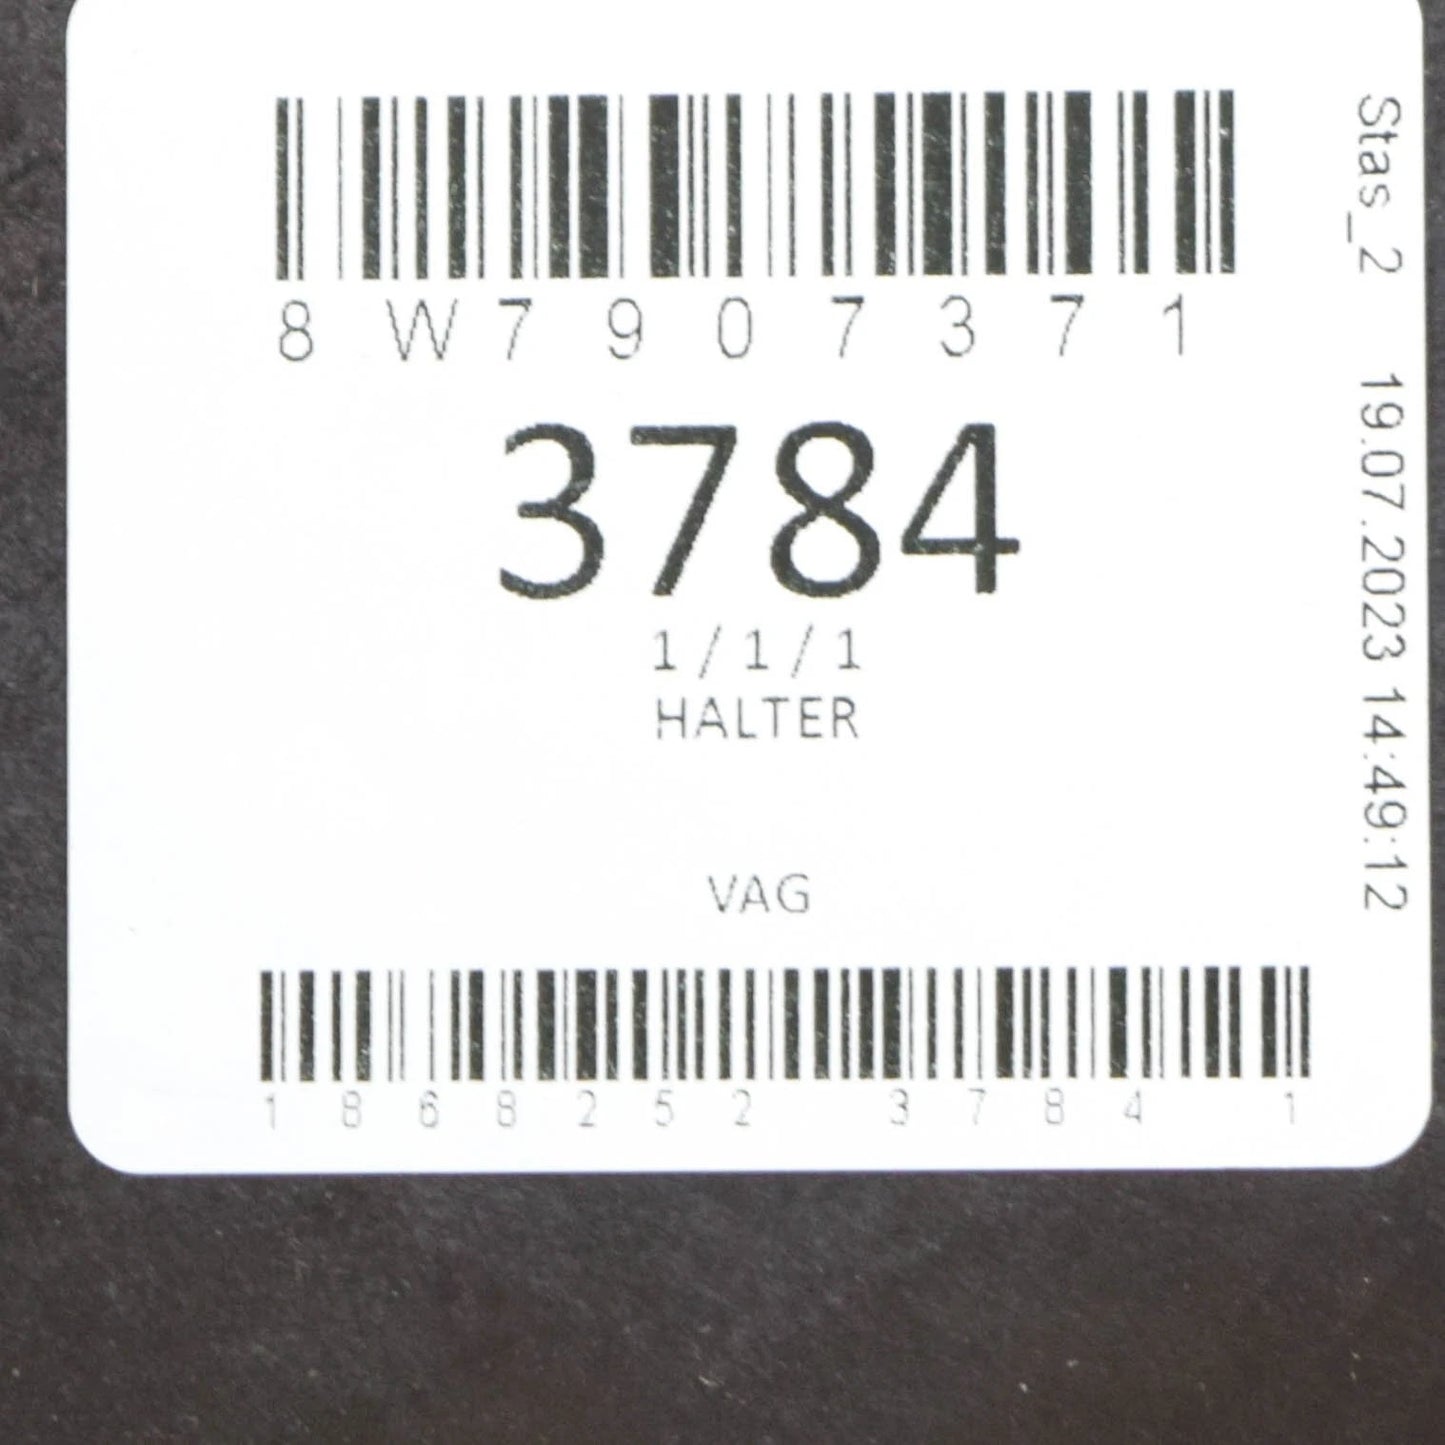 8W7907371
3784
1/1/1
HALTER
VAG
1868252 3784 1
Stas_2 19.07.2023 14:49:12